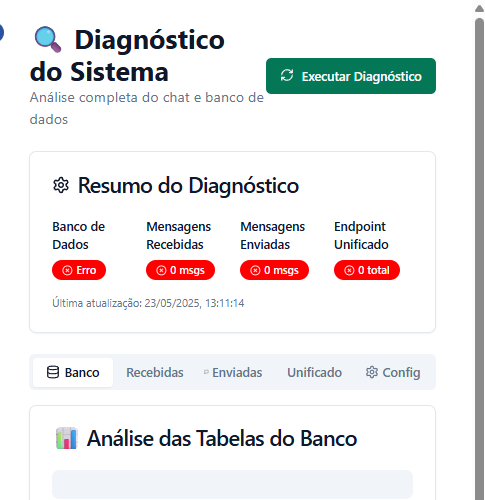 Diagnóstico
do Sistema
Análise completa do chat e banco de
dados
Executar Diagnóstico
Resumo do Diagnóstico
Banco de
Dados
Erro
Mensagens
Recebidas
0 msgs
Mensagens
Enviadas
0 msgs
Endpoint
Unificado
0 total
Última atualização: 23/05/2025, 13:11:14
Banco
Recebidas
Enviadas
Unificado
Config
Análise das Tabelas do Banco